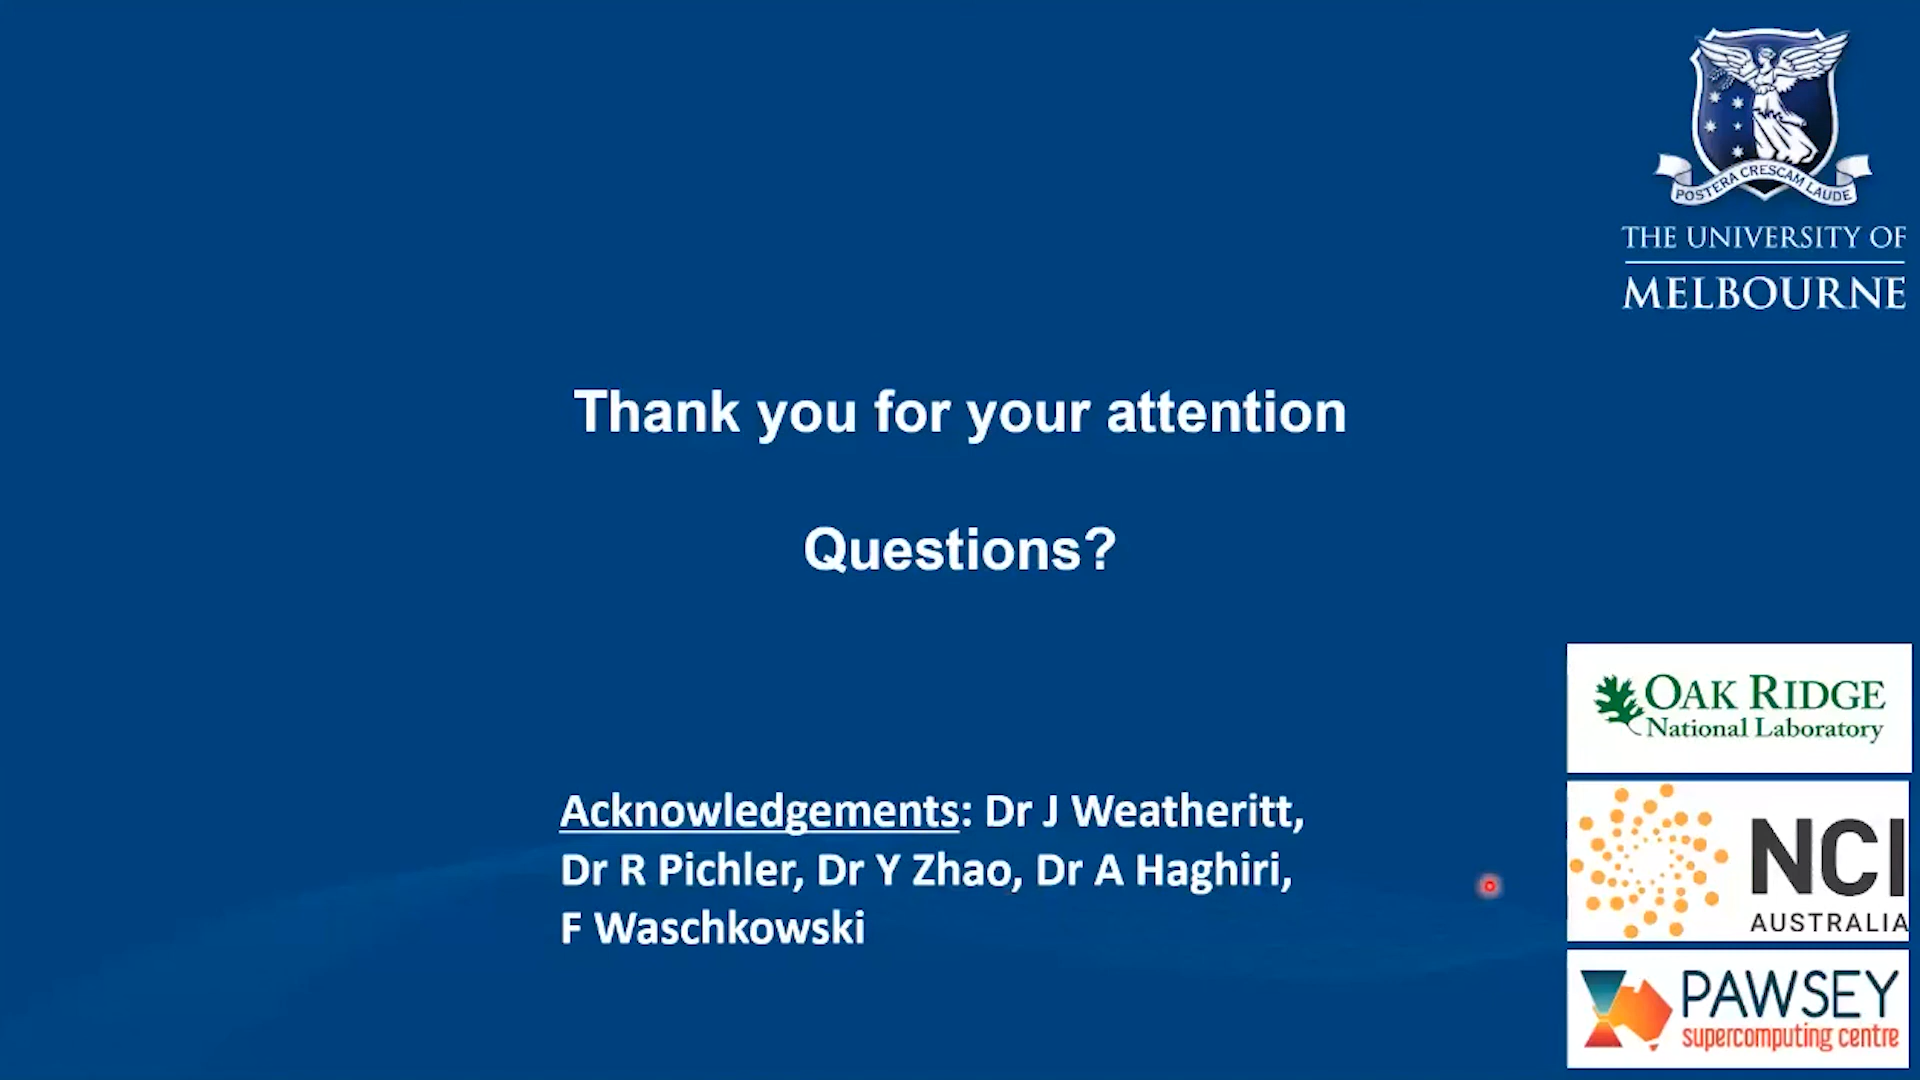 POSTERA CRESCAM LAUDE
THE UNIVERSITY OF
MELBOURNE
Thank you for your attention
Questions?
OAK RIDGE
National Laboratory
Acknowledgements: Dr J Weatheritt,
Dr R Pichler, Dr Y Zhao, Dr A Haghiri,
F Waschkowski
NCI
AUSTRALIA
PAWSEY
supercomputing centre